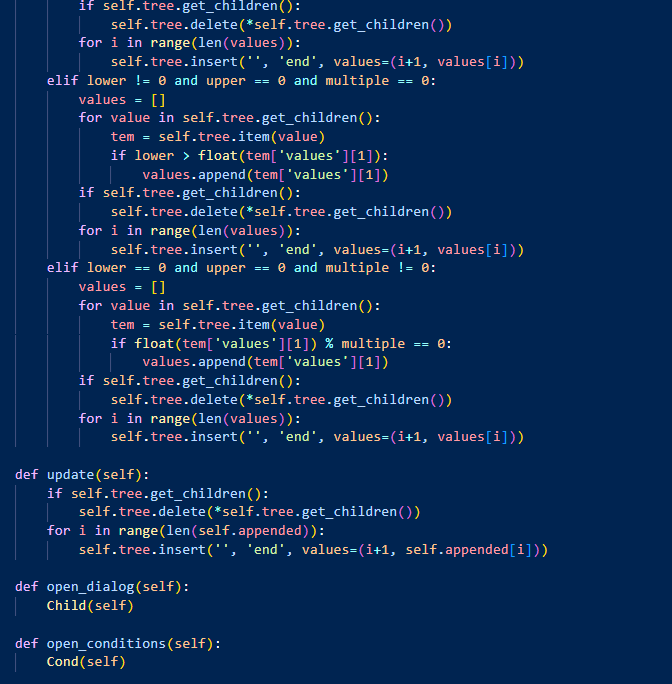 if self.tree.get_children():
self.tree.delete(*self.tree.get_children())
for i in range(len(values)):
self.tree.insert('', 'end', values=(i+1, values[i]))
elif lower != 0 and upper == 0 and multiple == 0:
values = []
for value in self.tree.get_children():
tem = self.tree.item(value)
if lower > float(tem['values'][1]):
values.append(tem['values'][1])
if self.tree.get_children():
self.tree.delete(*self.tree.get_children())
for i in range(len(values)):
self.tree.insert('', 'end', values=(i+1, values[i]))
elif lower == 0 and upper == 0 and multiple != 0:
values = []
for value in self.tree.get_children():
tem = self.tree.item(value)
if float(tem['values'][1]) % multiple == 0:
values.append(tem['values'][1])
if self.tree.get_children():
self.tree.delete(*self.tree.get_children())
for i in range(len(values)):
self.tree.insert('', 'end', values=(i+1, values[i]))
def update(self):
if self.tree.get_children():
self.tree.delete(*self.tree.get_children())
for i in range(len(self.appended)):
self.tree.insert('', 'end', values=(i+1, self.appended[i]))
def open_dialog(self):
Child(self)
def open_conditions(self):
Cond(self)